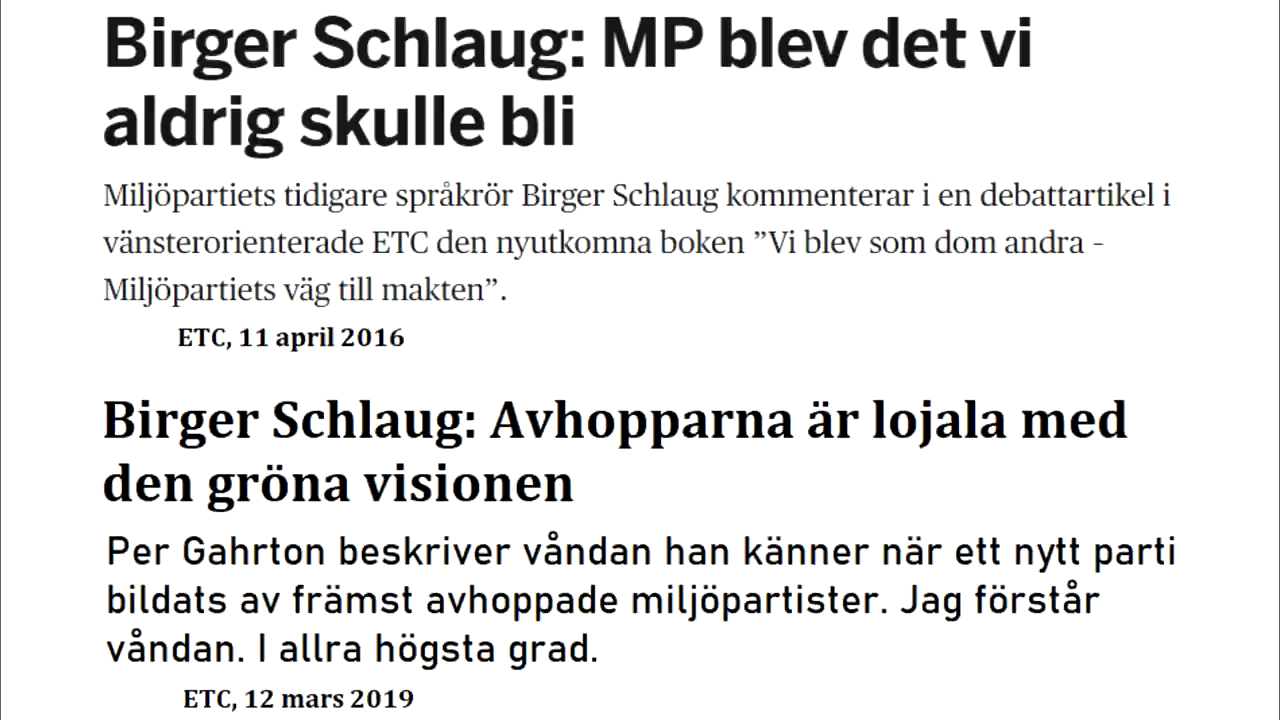 Birger Schlaug: MP blev det vi
aldrig skulle bli
Miljöpartiets tidigare språkrör Birger Schlaug kommenterar i en debattartikel i
vänsterorienterade ETC den nyutkomna boken ”Vi blev som dom andra -
Miljöpartiets väg till makten”.
ETC, 11 april 2016
Birger Schlaug: Avhopparna är lojala med
den gröna visionen
Per Gahrton beskriver våndan han känner när ett nytt parti
bildats av främst avhoppade miljöpartister. Jag förstår
våndan. I allra högsta grad.
ETC, 12 mars 2019